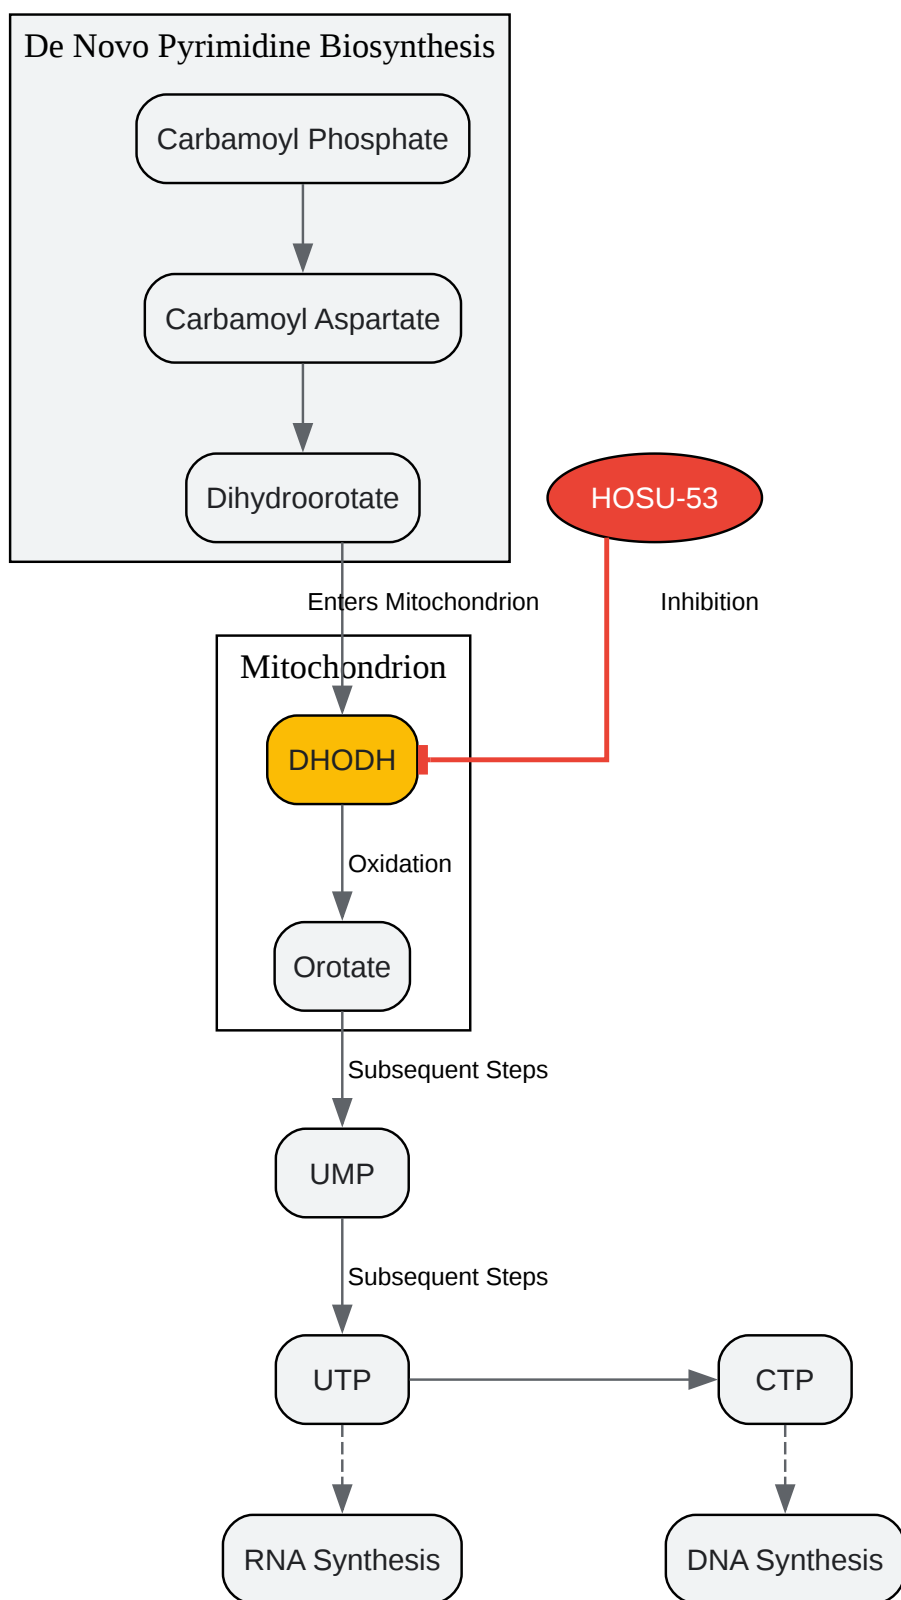 De Novo Pyrimidine Biosynthesis
Carbamoyl Phosphate
Carbamoyl Aspartate
Dihydroorotate
HOSU-53
Enters Mitochondrion
Inhibition
Mitochondrion
DHODH
Oxidation
Orotate
Subsequent Steps
UMP
Subsequent Steps
UTP
CTP
RNA Synthesis
DNA Synthesis